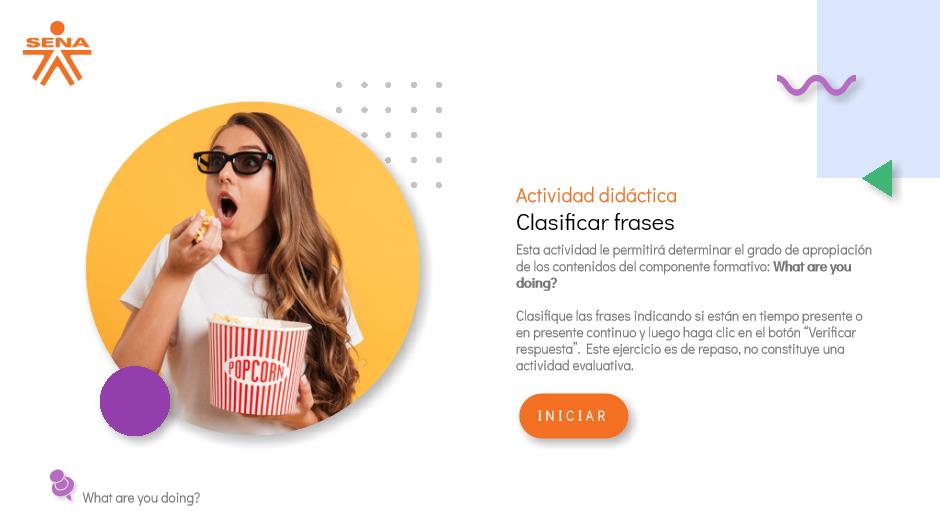 SENA
Actividad didáctica
Clasificar frases
Esta actividad le permitirá determinar el grado de apropiación
de los contenidos del componente formativo: What are you
doing?
Clasifique las frases indicando si están en tiempo presente o
en presente continuo y luego haga clic en el botón “Verificar
respuesta”. Este ejercicio es de repaso, no constituye una
actividad evaluativa.
POPCORN
INICIAR
What are you doing?